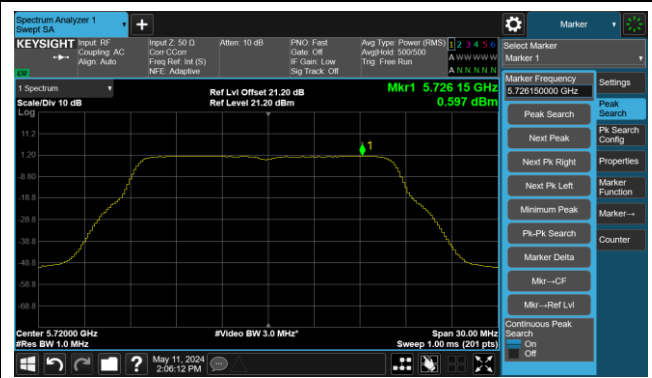 Spectrum Analyzer 1
Swept SA
Marker
KEYSIGHT
Input: RF
Coupling: AC
Align: Auto
Input Z: 50 Ω
Corr CCorr
Freq Ref: Int (S)
NFE: Adaptive
Atten: 10 dB
PNO: Fast
Gate: Off
IF Gain: Low
Sig Track: Off
Avg Type: Power (RMS)
Avg|Hold: 500/500
Trig: Free Run
1 2 3 4 5 6
A W W W W W
A N N N N N
LXI
1 Spectrum
Scale/Div 10 dB
Log
Ref Lvl Offset 21.20 dB
Ref Level 21.20 dBm
Mkr1 5.726 15 GHz
0.597 dBm
11.2
1.20
-8.80
-18.8
-28.8
-38.8
-48.8
-58.8
-68.8
1
Center 5.72000 GHz
#Res BW 1.0 MHz
#Video BW 3.0 MHz*
Span 30.00 MHz
Sweep 1.00 ms (201 pts)
May 11, 2024
2:06:12 PM
Select Marker
Marker 1
Marker Frequency
5.726150000 GHz
Peak Search
Next Peak
Next Pk Right
Next Pk Left
Minimum Peak
Pk-Pk Search
Marker Delta
Mkr→CF
Mkr→Ref Lvl
Continuous Peak
Search
On
Off
Settings
Peak
Search
Pk Search
Config
Properties
Marker
Function
Marker→
Counter